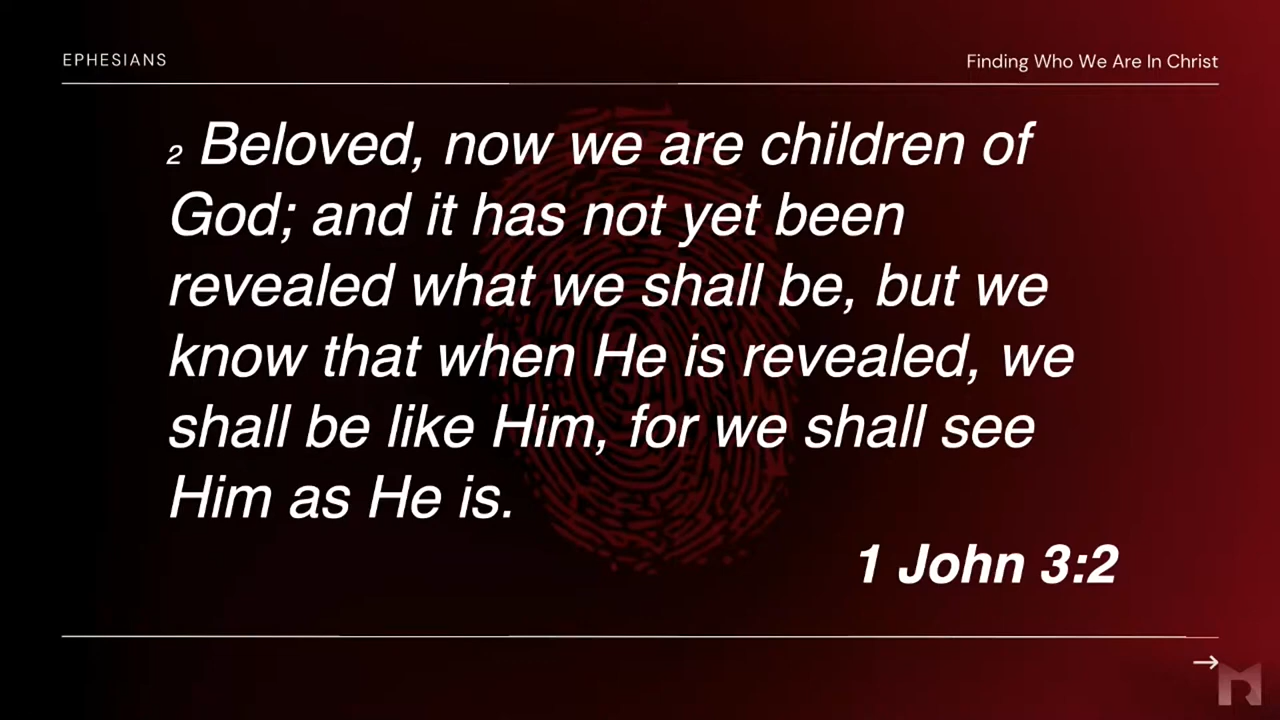 EPHESIANS
Finding Who We Are In Christ
2 Beloved, now we are children of
God; and it has not yet been
revealed what we shall be, but we
know that when He is revealed, we
shall be like Him, for we shall see
Him as He is.
1 John 3:2